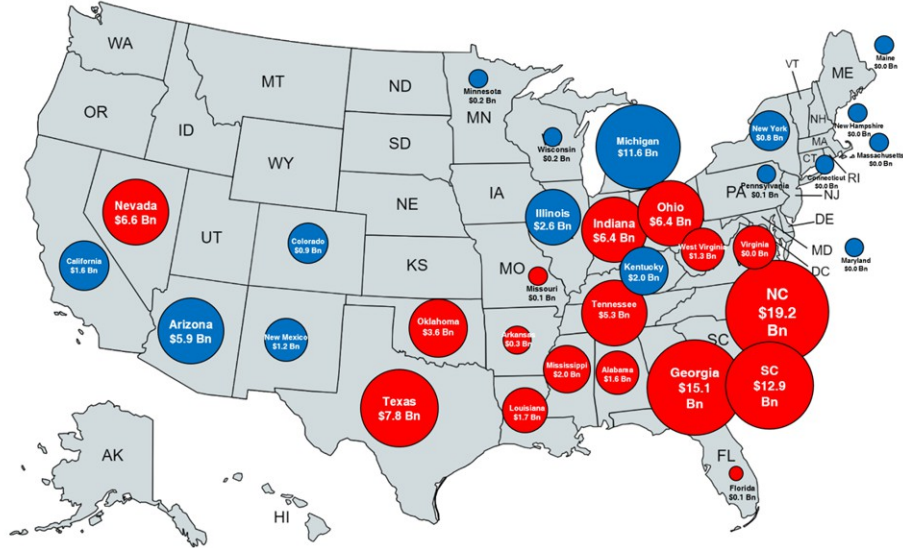 WA
OR
ID
MT
WY
ND
SD
NE
KS
UT
MN
IA
MO
PA
VT
NH
ME
MA
CT
RI
NJ
DE
MD
DC
SC
FL
AK
HI
Maine
$0.0 Bn
New Hampshire
$0.0 Bn
Massachusetts
$0.0 Bn
Connecticut
$0.0 Bn
New York
$0.8 Bn
Pennsylvania
$0.1 Bn
Maryland
$0.0 Bn
Minnesota
$0.2 Bn
Wisconsin
$0.2 Bn
Michigan
$11.6 Bn
Illinois
$2.6 Bn
Indiana
$6.4 Bn
Ohio
$6.4 Bn
West Virginia
$1.3 Bn
Virginia
$0.0 Bn
Kentucky
$2.0 Bn
Nevada
$6.6 Bn
California
$1.6 Bn
Colorado
$0.9 Bn
Missouri
$0.1 Bn
Tennessee
$5.3 Bn
NC
$19.2
Bn
Arizona
$5.9 Bn
New Mexico
$1.2 Bn
Oklahoma
$3.6 Bn
Arkansas
$0.3 Bn
Mississippi
$2.0 Bn
Alabama
$1.6 Bn
Georgia
$15.1
Bn
SC
$12.9
Bn
Texas
$7.8 Bn
Louisiana
$1.7 Bn
Florida
$0.1 Bn